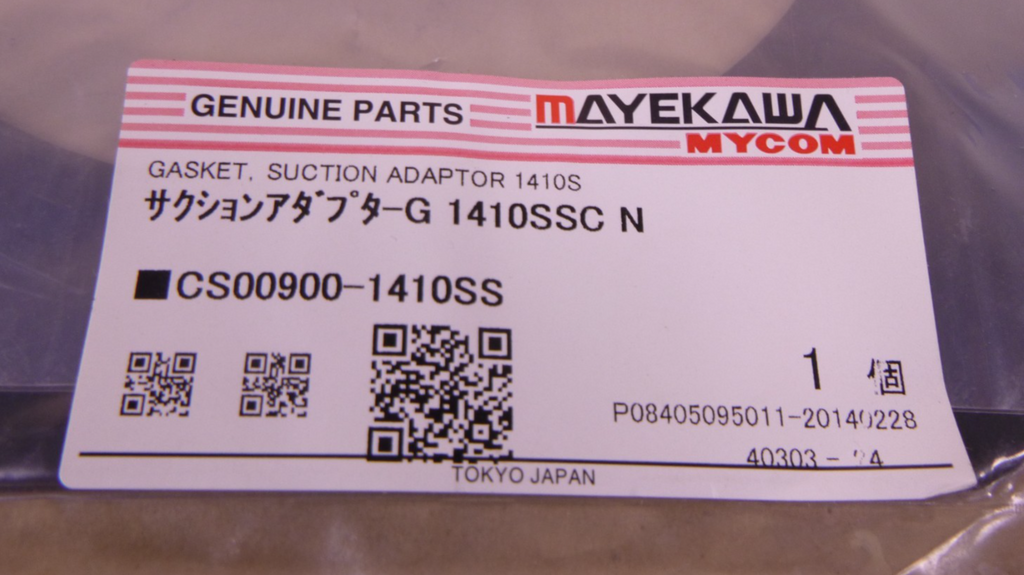 GENUINE PARTS
MAYEKAWA
MYCOM
GASKET, SUCTION ADAPTOR 1410S
サクションアダプターG 1410SSC N
■CS00900-1410SS
1 個
P08405095011-20140228
40303 -
TOKYO JAPAN